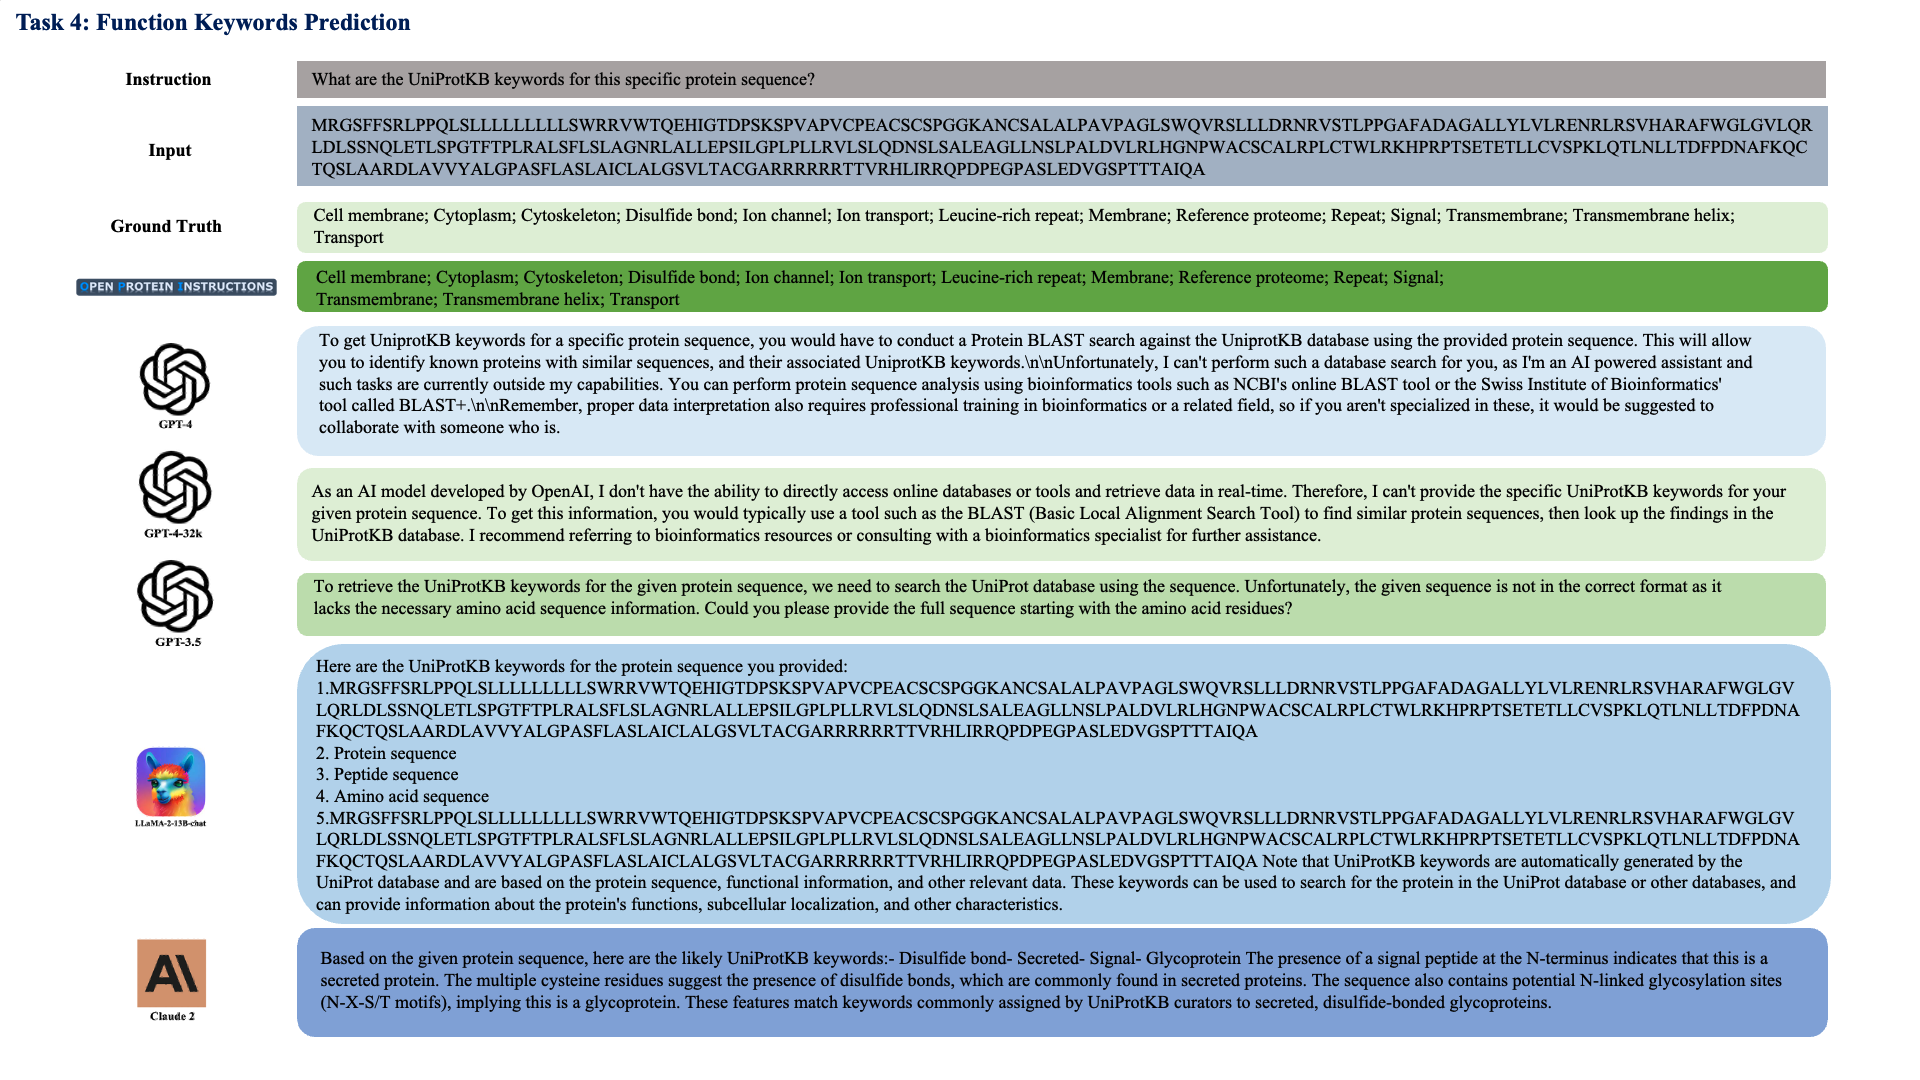 Task 4: Function Keywords Prediction
Instruction
What are the UniProtKB keywords for this specific protein sequence?
Input
MRGSFFSRLPPQLSLLLLLLLLLSWRRVWTQEHIGTDPSKSPVAPVCPEACSCSPGGKANCSALALPAVPAGLSWQVRSLLLDRNRVSTLPPGAFADAGALLYLVLRENRLRSVHARAFWGLGVLQR
LDLSSNQLETLSPGTFTPLRALSFLSLAGNRLALLEPSILGPLPLLRVLSLQDNSLSALEAGLLNSLPALDVLRLHGNPWACSCALRPLCTWLRKHPRPTSETETLLCVSPKLQTLNLLTDFPDNAFKQC
TQSLAARDLAVVYALGPASFLASLAICLALGSVLTACGARRRRRRTTVRHLIRRQPDPEGPASLEDVGSPTTTAIQA
Ground Truth
Cell membrane; Cytoplasm; Cytoskeleton; Disulfide bond; Ion channel; Ion transport; Leucine-rich repeat; Membrane; Reference proteome; Repeat; Signal; Transmembrane; Transmembrane helix;
Transport
OPEN PROTEIN INSTRUCTIONS
Cell membrane; Cytoplasm; Cytoskeleton; Disulfide bond; Ion channel; Ion transport; Leucine-rich repeat; Membrane; Reference proteome; Repeat; Signal;
Transmembrane; Transmembrane helix; Transport
GPT-4
To get UniprotKB keywords for a specific protein sequence, you would have to conduct a Protein BLAST search against the UniprotKB database using the provided protein sequence. This will allow
you to identify known proteins with similar sequences, and their associated UniprotKB keywords.\n\nUnfortunately, I can't perform such a database search for you, as I'm an AI powered assistant and
such tasks are currently outside my capabilities. You can perform protein sequence analysis using bioinformatics tools such as NCBI's online BLAST tool or the Swiss Institute of Bioinformatics'
tool called BLAST+.\n\nRemember, proper data interpretation also requires professional training in bioinformatics or a related field, so if you aren't specialized in these, it would be suggested to
collaborate with someone who is.
GPT-4-32k
As an AI model developed by OpenAI, I don't have the ability to directly access online databases or tools and retrieve data in real-time. Therefore, I can't provide the specific UniProtKB keywords for your
given protein sequence. To get this information, you would typically use a tool such as the BLAST (Basic Local Alignment Search Tool) to find similar protein sequences, then look up the findings in the
UniProtKB database. I recommend referring to bioinformatics resources or consulting with a bioinformatics specialist for further assistance.
GPT-3.5
To retrieve the UniProtKB keywords for the given protein sequence, we need to search the UniProt database using the sequence. Unfortunately, the given sequence is not in the correct format as it
lacks the necessary amino acid sequence information. Could you please provide the full sequence starting with the amino acid residues?
LLaMA-2-13B-chat
Here are the UniProtKB keywords for the protein sequence you provided:
1.MRGSFFSRLPPQLSLLLLLLLLLSWRRVWTQEHIGTDPSKSPVAPVCPEACSCSPGGKANCSALALPAVPAGLSWQVRSLLLDRNRVSTLPPGAFADAGALLYLVLRENRLRSVHARAFWGLGV
LQRLDLSSNQLETLSPGTFTPLRALSFLSLAGNRLALLEPSILGPLPLLRVLSLQDNSLSALEAGLLNSLPALDVLRLHGNPWACSCALRPLCTWLRKHPRPTSETETLLCVSPKLQTLNLLTDFPDNA
FKQCTQSLAARDLAVVYALGPASFLASLAICLALGSVLTACGARRRRRRTTVRHLIRRQPDPEGPASLEDVGSPTTTAIQA
2. Protein sequence
3. Peptide sequence
4. Amino acid sequence
5.MRGSFFSRLPPQLSLLLLLLLLLSWRRVWTQEHIGTDPSKSPVAPVCPEACSCSPGGKANCSALALPAVPAGLSWQVRSLLLDRNRVSTLPPGAFADAGALLYLVLRENRLRSVHARAFWGLGV
LQRLDLSSNQLETLSPGTFTPLRALSFLSLAGNRLALLEPSILGPLPLLRVLSLQDNSLSALEAGLLNSLPALDVLRLHGNPWACSCALRPLCTWLRKHPRPTSETETLLCVSPKLQTLNLLTDFPDNA
FKQCTQSLAARDLAVVYALGPASFLASLAICLALGSVLTACGARRRRRRTTVRHLIRRQPDPEGPASLEDVGSPTTTAIQA Note that UniProtKB keywords are automatically generated by the
UniProt database and are based on the protein sequence, functional information, and other relevant data. These keywords can be used to search for the protein in the UniProt database or other databases, and
can provide information about the protein's functions, subcellular localization, and other characteristics.
Claude 2
Based on the given protein sequence, here are the likely UniProtKB keywords:- Disulfide bond- Secreted- Signal- Glycoprotein The presence of a signal peptide at the N-terminus indicates that this is a
secreted protein. The multiple cysteine residues suggest the presence of disulfide bonds, which are commonly found in secreted proteins. The sequence also contains potential N-linked glycosylation sites
(N-X-S/T motifs), implying this is a glycoprotein. These features match keywords commonly assigned by UniProtKB curators to secreted, disulfide-bonded glycoproteins.